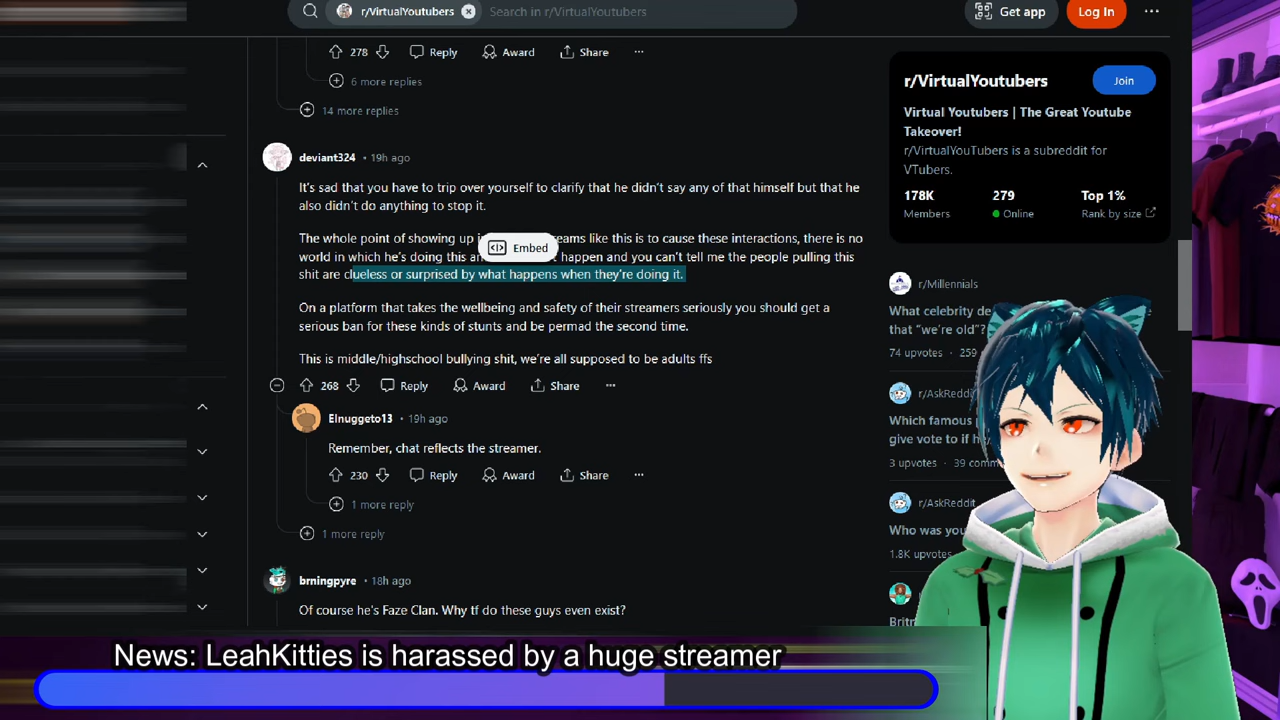 r/VirtualYoutubers
Search in r/VirtualYoutubers
Get app
Log In
278
Reply
Award
Share
6 more replies
14 more replies
deviant324 • 19h ago
It's sad that you have to trip over yourself to clarify that he didn't say any of that himself but that he
also didn't do anything to stop it.
The whole point of showing up
like this is to cause these interactions, there is no
world in which he's doing this
happen and you can't tell me the people pulling this
shit are clueless or surprised by what happens when they're doing it.
Embed
On a platform that takes the wellbeing and safety of their streamers seriously you should get a
serious ban for these kinds of stunts and be permad the second time.
This is middle/highschool bullying shit, we're all supposed to be adults ffs
268
Reply
Award
Share
Elnuggeto13 • 19h ago
Remember, chat reflects the streamer.
230
Reply
Award
Share
1 more reply
1 more reply
brningpyre • 18h ago
Of course he's Faze Clan. Why tf do these guys even exist?
r/VirtualYoutubers
Join
Virtual Youtubers | The Great Youtube
Takeover!
r/VirtualYouTubers is a subreddit for
VTubers.
178K
279
Top 1%
Members
Online
Rank by size
r/Millennials
What celebrity
that "we're old"?
74 upvotes • 259
r/AskReddit
Which famous
give vote to if
3 upvotes • 39
r/AskReddit
Who was
1.8K upvotes
News: LeahKitties is harassed by a huge streamer